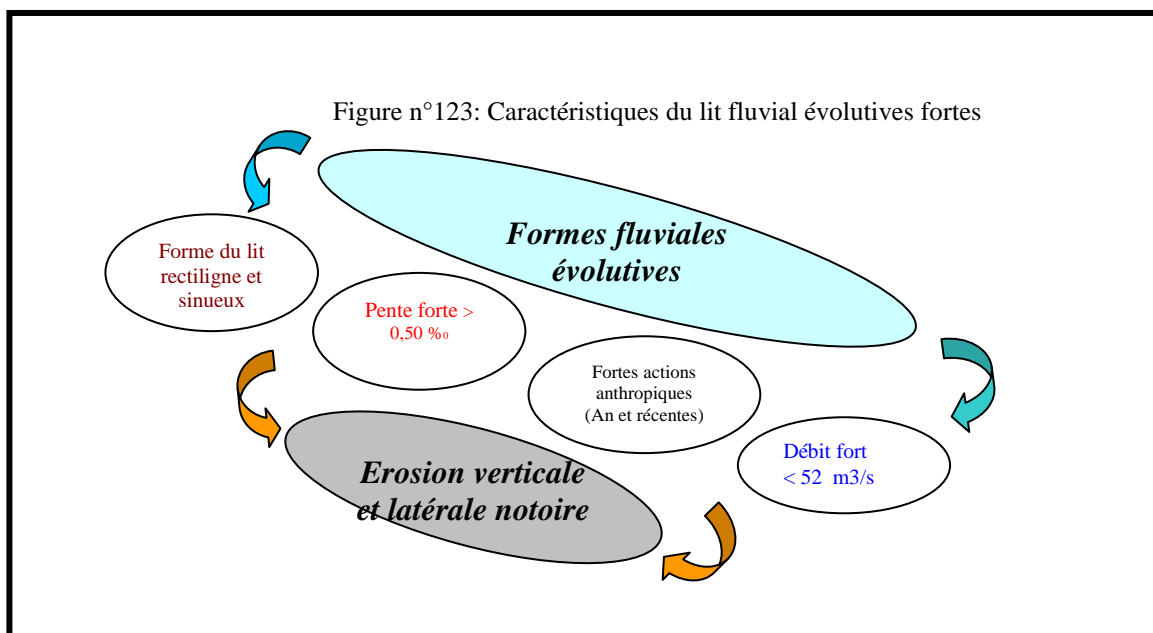 Figure n°123: Caractéristiques du lit fluvial évolutives fortes
Formes fluviales
évolutives
Forme du lit
rectiligne et
sinueux
Pente forte >
0,50 %0
Fortes actions
anthropiques
(An et récentes)
Débit fort
< 52 m3/s
Erosion verticale
et latérale notoire